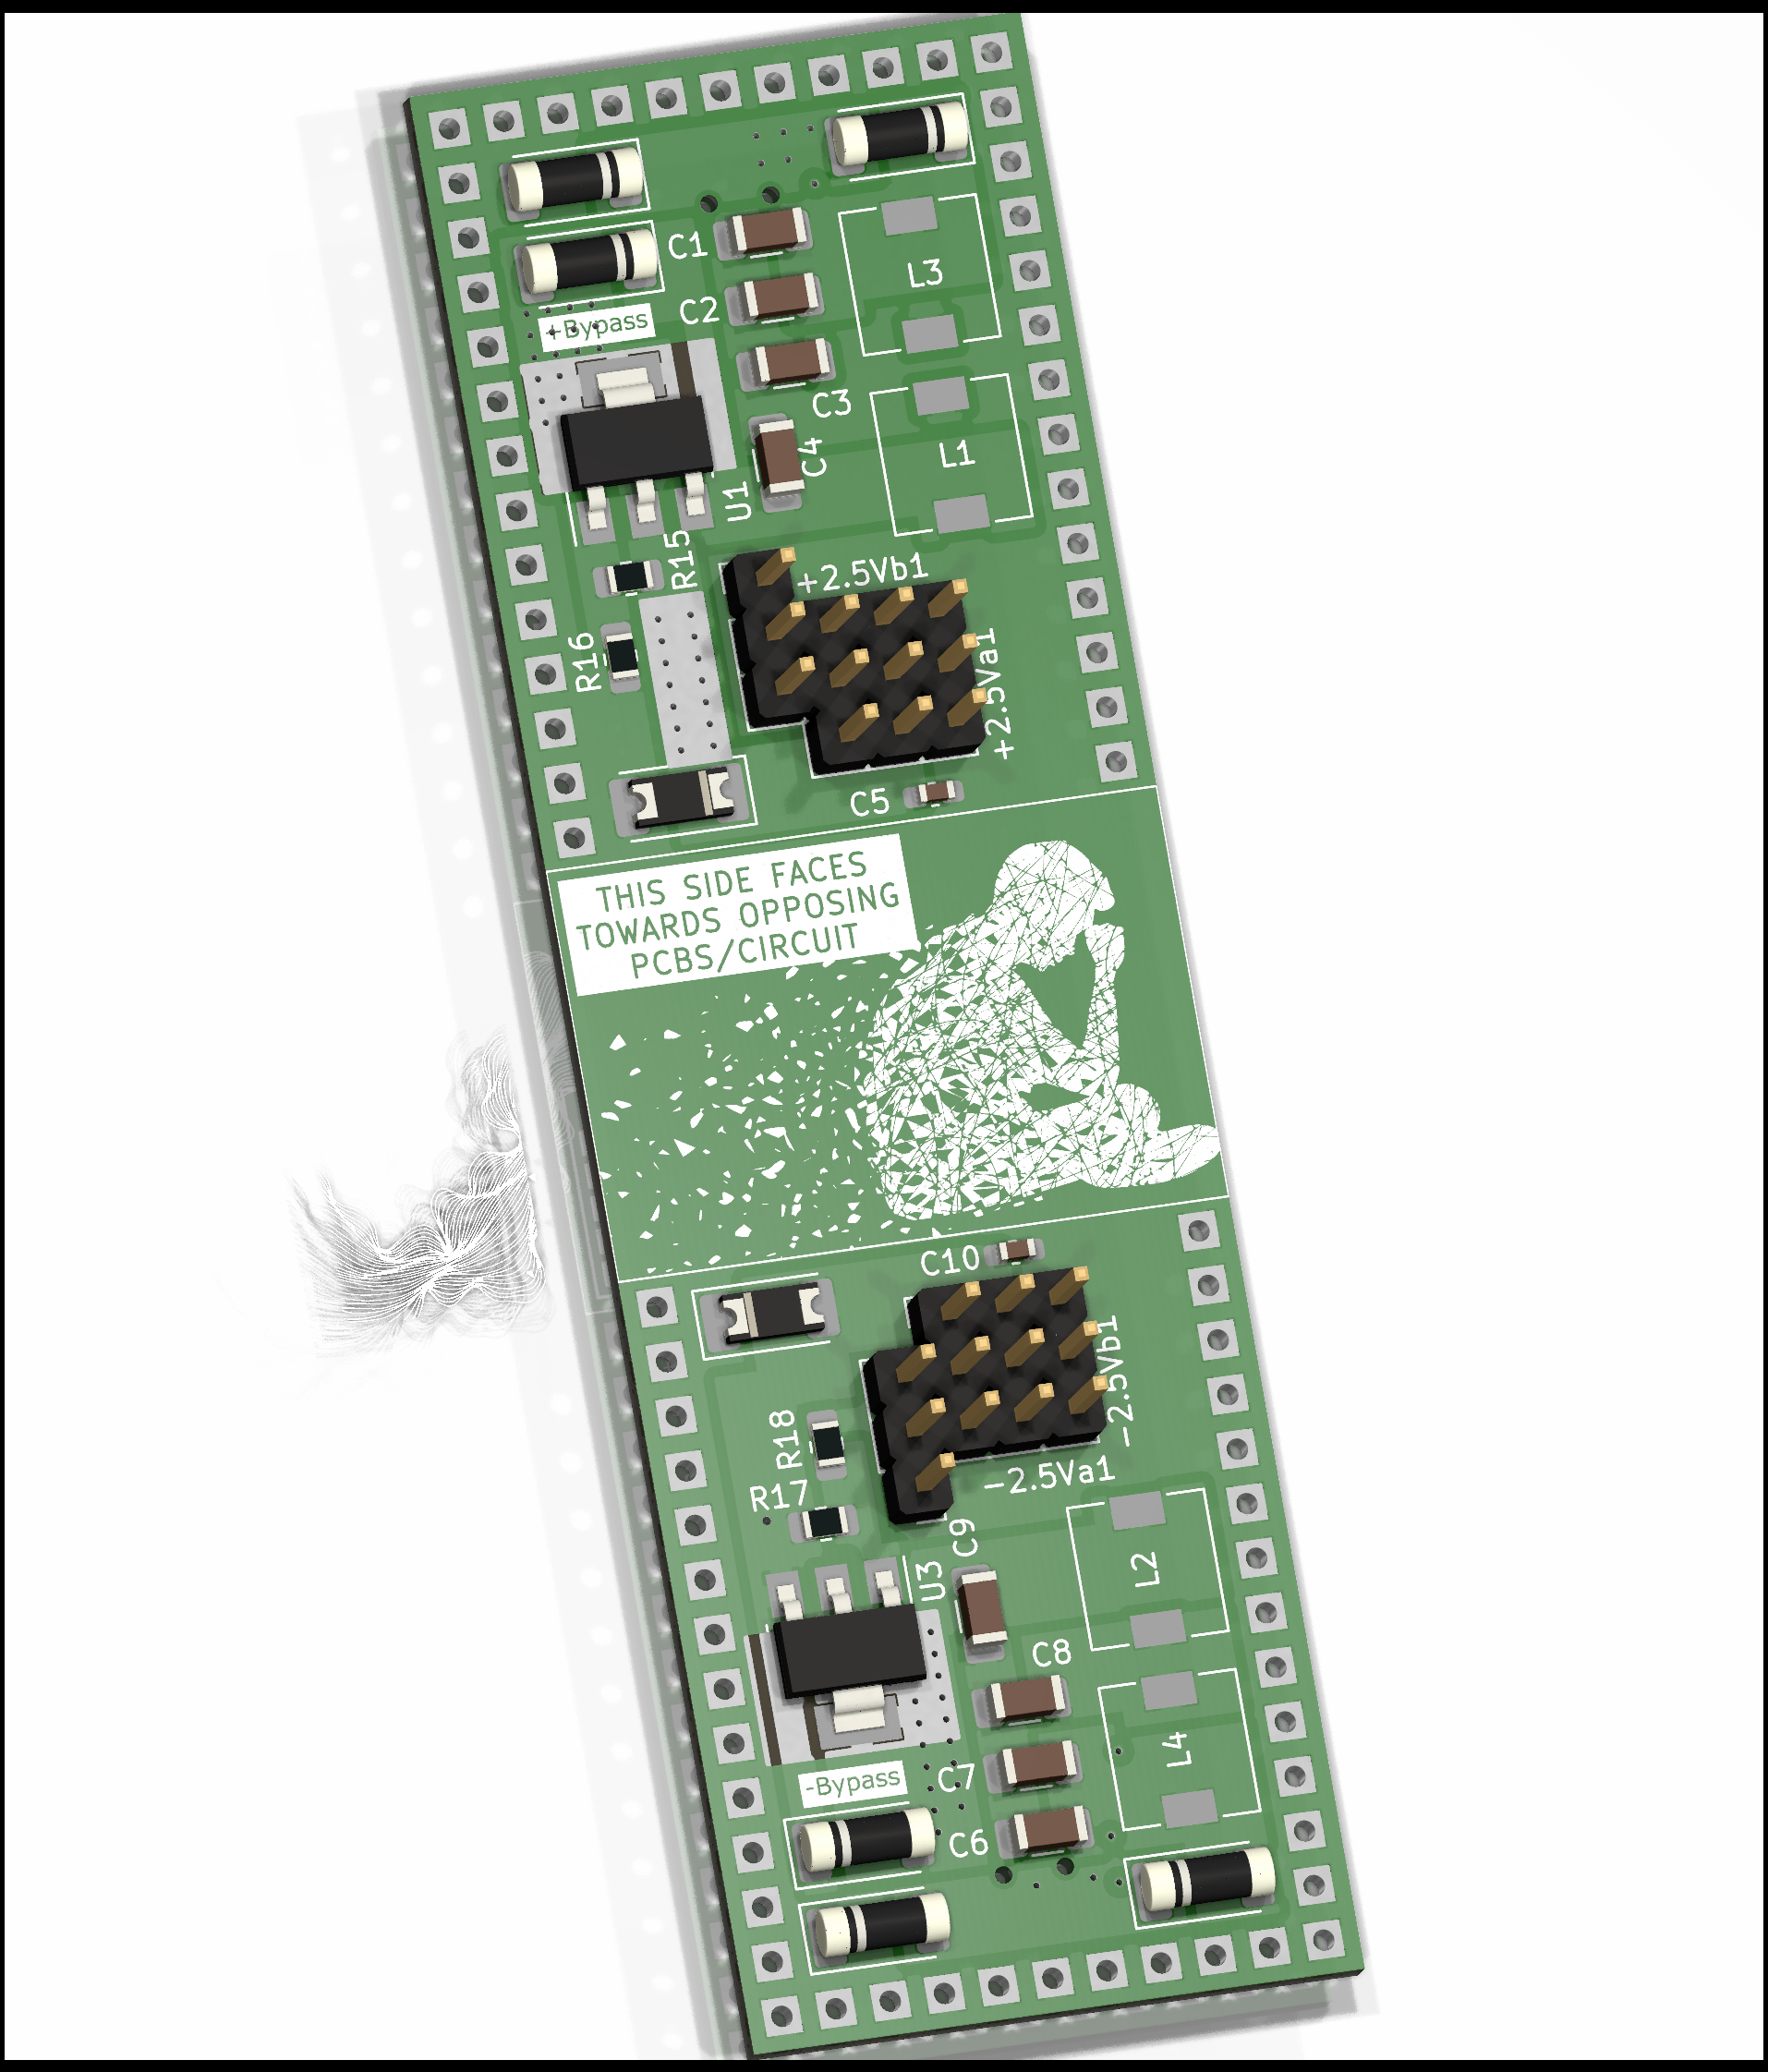 C1
L3
C2
+Bypass
C3
L1
C4
U1
R15
+2.5Vb1
R16
+2.5Va1
C5
THIS SIDE FACES
TOWARDS OPPOSING
PCBS/CIRCUIT
C10
-2.5Vb1
R18
-2.5Va1
R17
C9
L2
U3
C8
L4
C7
-Bypass
C6